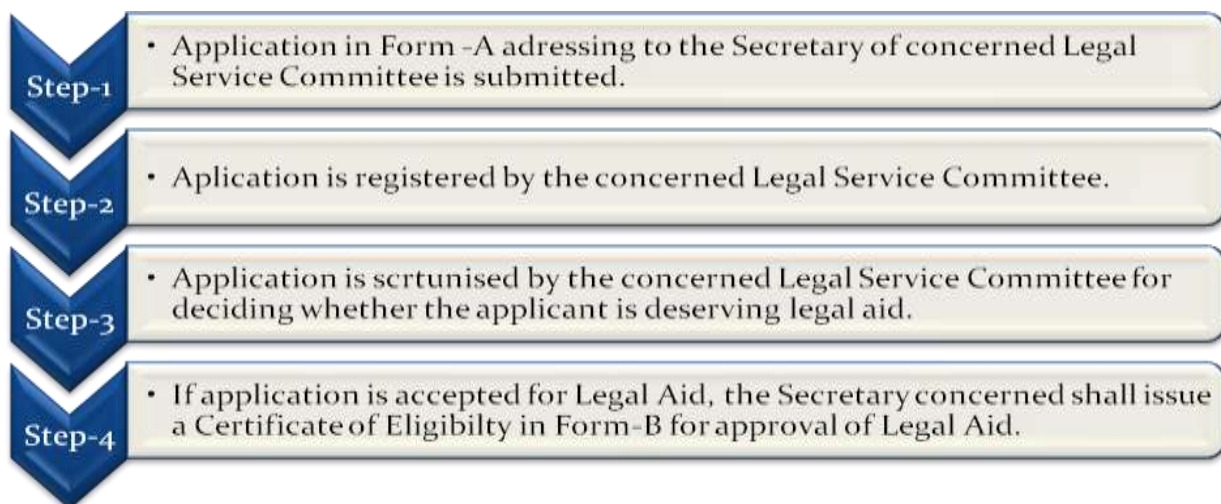 Step-1
• Application in Form -A adressing to the Secretary of concerned Legal
Service Committee is submitted.
Step-2
• Aplication is registered by the concerned Legal Service Committee.
Step-3
• Application is scrtunised by the concerned Legal Service Committee for
deciding whether the applicant is deserving legal aid.
Step-4
• If application is accepted for Legal Aid, the Secretary concerned shall issue
a Certificate of Eligibilty in Form-B for approval of Legal Aid.